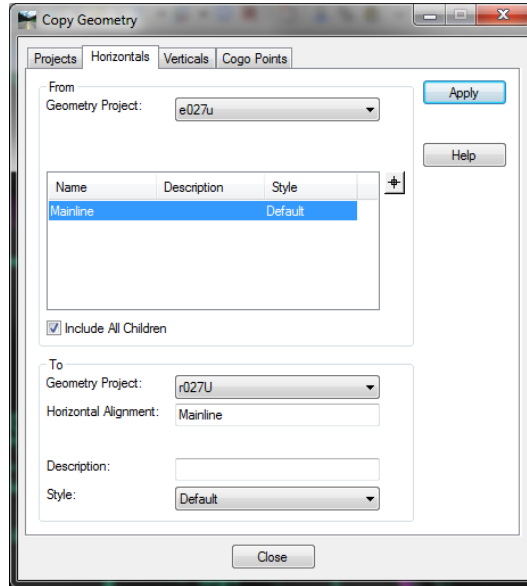 Copy Geometry
Projects Horizontals Verticals Cogo Points
From
Geometry Project: e027u
Apply
Help
Name Description Style
Mainline Default
Include All Children
To
Geometry Project: r027U
Horizontal Alignment: Mainline
Description:
Style: Default
Close